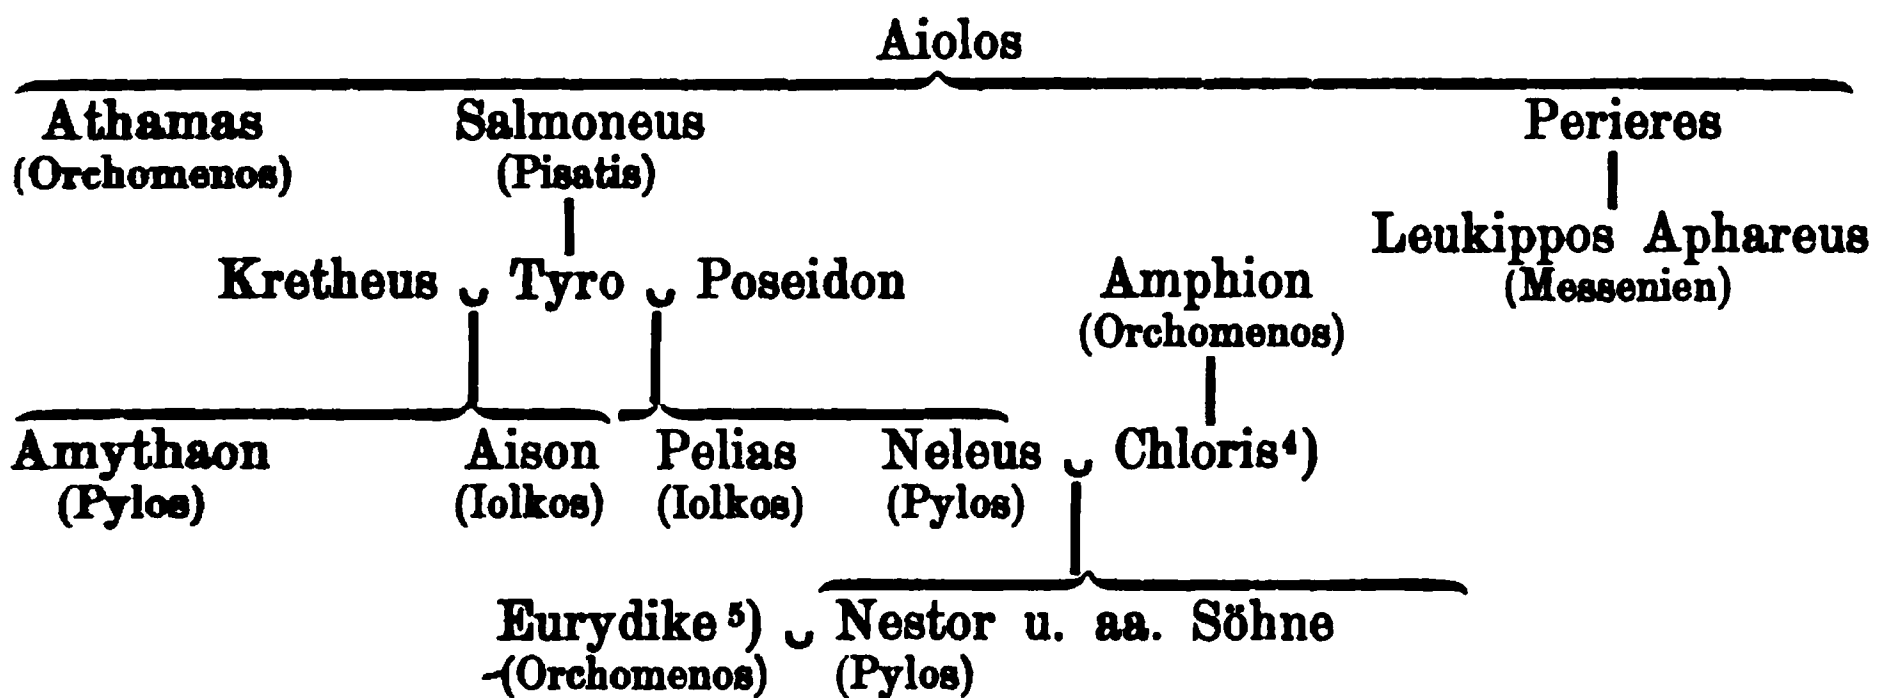 Aiolos
Athamas Salmoneus Perieres
(Orchomenos) (Pisatis)
Leukippos Aphareus
Kretheus ⏑ Tyro ⏑ Poseidon Amphion (Messenien)
(Orchomenos)
Amythaon Aison Pelias Neleus ⏑ Chloris⁴)
(Pylos) (Iolkos) (Iolkos) (Pylos)
Eurydike⁵) ⏑ Nestor u. aa. Söhne
(Orchomenos) (Pylos)